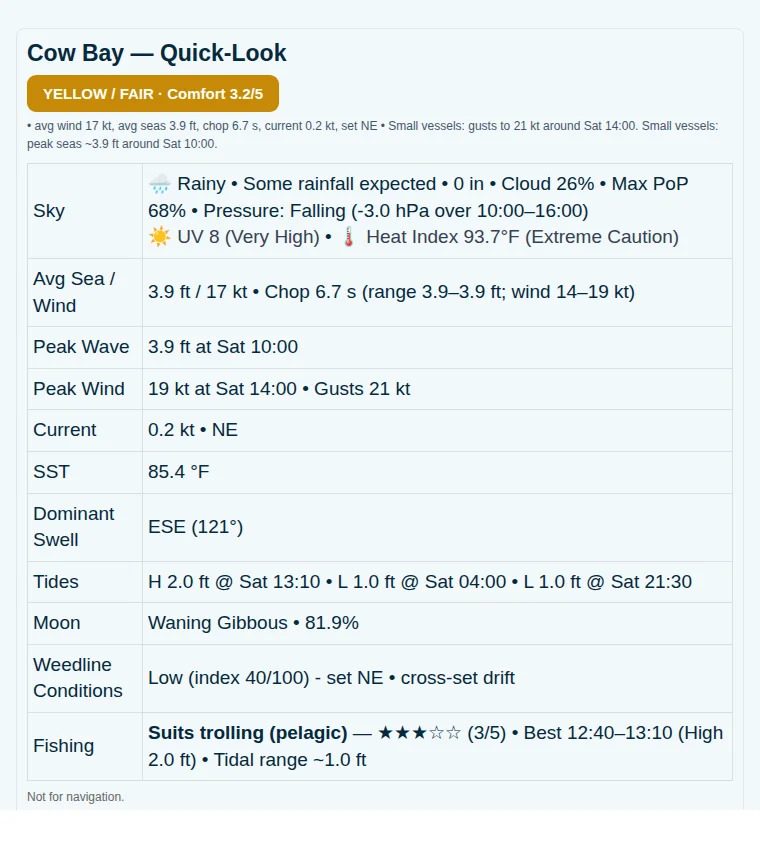 Cow Bay — Quick-Look
YELLOW / FAIR · Comfort 3.2/5
• avg wind 17 kt, avg seas 3.9 ft, chop 6.7 s, current 0.2 kt, set NE • Small vessels: gusts to 21 kt around Sat 14:00. Small vessels:
peak seas ~3.9 ft around Sat 10:00.
Sky
🌧️ Rainy • Some rainfall expected • 0 in • Cloud 26% • Max PoP
68% • Pressure: Falling (-3.0 hPa over 10:00–16:00)
☀️ UV 8 (Very High) • 🌡️ Heat Index 93.7°F (Extreme Caution)
Avg Sea /
Wind
3.9 ft / 17 kt • Chop 6.7 s (range 3.9–3.9 ft; wind 14–19 kt)
Peak Wave
3.9 ft at Sat 10:00
Peak Wind
19 kt at Sat 14:00 • Gusts 21 kt
Current
0.2 kt • NE
SST
85.4 °F
Dominant
Swell
ESE (121°)
Tides
H 2.0 ft @ Sat 13:10 • L 1.0 ft @ Sat 04:00 • L 1.0 ft @ Sat 21:30
Moon
Waning Gibbous • 81.9%
Weedline
Conditions
Low (index 40/100) - set NE • cross-set drift
Fishing
Suits trolling (pelagic) — ★★★☆☆ (3/5) • Best 12:40–13:10 (High
2.0 ft) • Tidal range ~1.0 ft
Not for navigation.